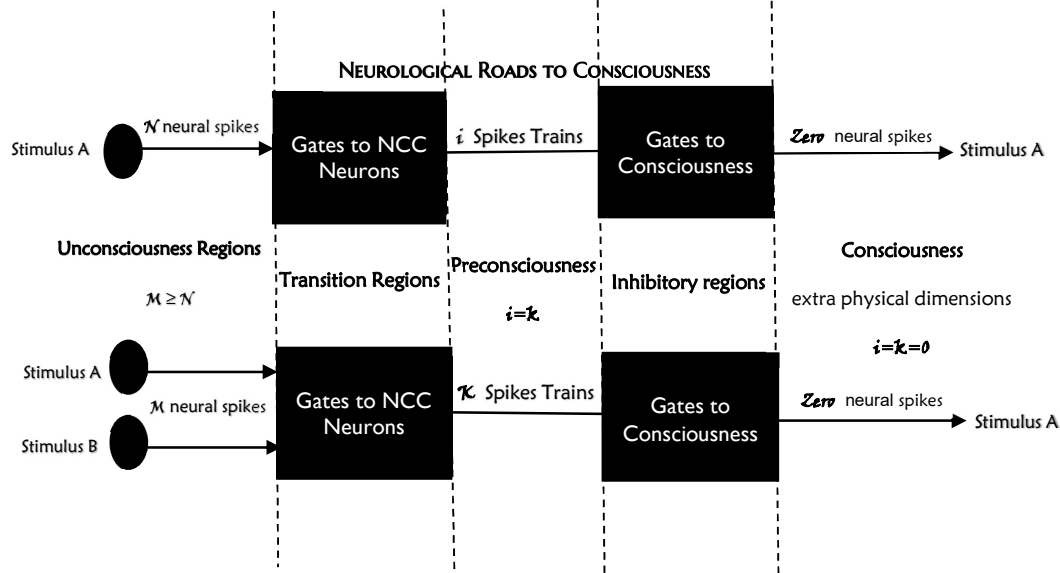 NEUROLOGICAL ROADS TO CONSCIOUSNESS
Stimulus A
N neural spikes
Gates to NCC
Neurons
i Spikes Trains
Gates to
Consciousness
Zero neural spikes
Stimulus A
Unconsciousness Regions
Transition Regions
Preconsciousness
Inhibitory regions
Consciousness
M ≥ N
i=k
extra physical dimensions
i=k=0
Stimulus A
M neural spikes
Stimulus B
Gates to NCC
Neurons
K Spikes Trains
Gates to
Consciousness
Zero neural spikes
Stimulus A